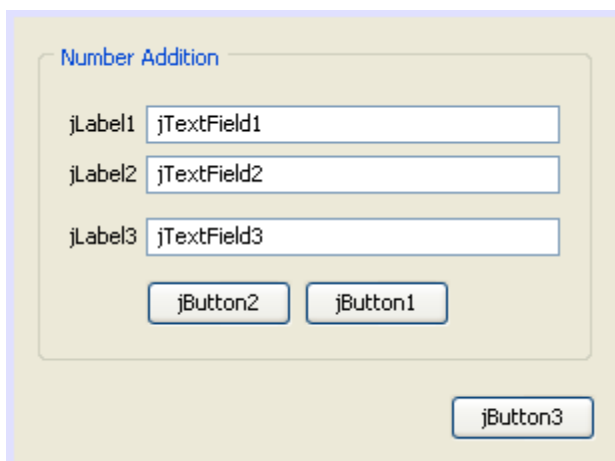 Number Addition
jLabel1 jTextField1
jLabel2 jTextField2
jLabel3 jTextField3
jButton2 jButton1
jButton3